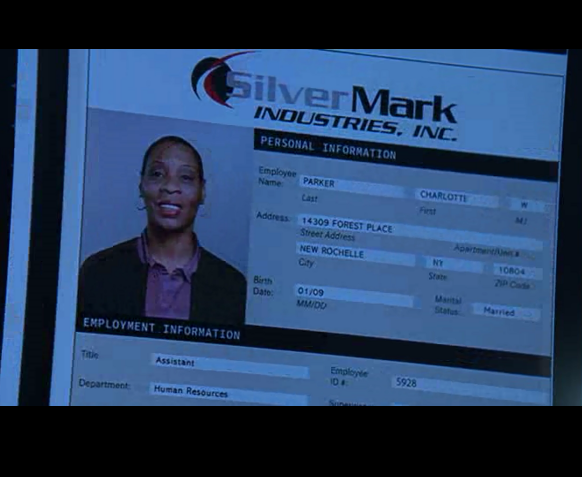 SilverMark
INDUSTRIES, INC.
PERSONAL INFORMATION
Employee Name: PARKER CHARLOTTE W
Last First M.I.
Address: 14309 FOREST PLACE
Street Address Apartment/Unit #
NEW ROCHELLE NY 10804
City State ZIP Code
Birth Date: 01/09 Marital Status: Married
MM/DD
EMPLOYMENT INFORMATION
Title: Assistant Employee ID #: 5928
Department: Human Resources